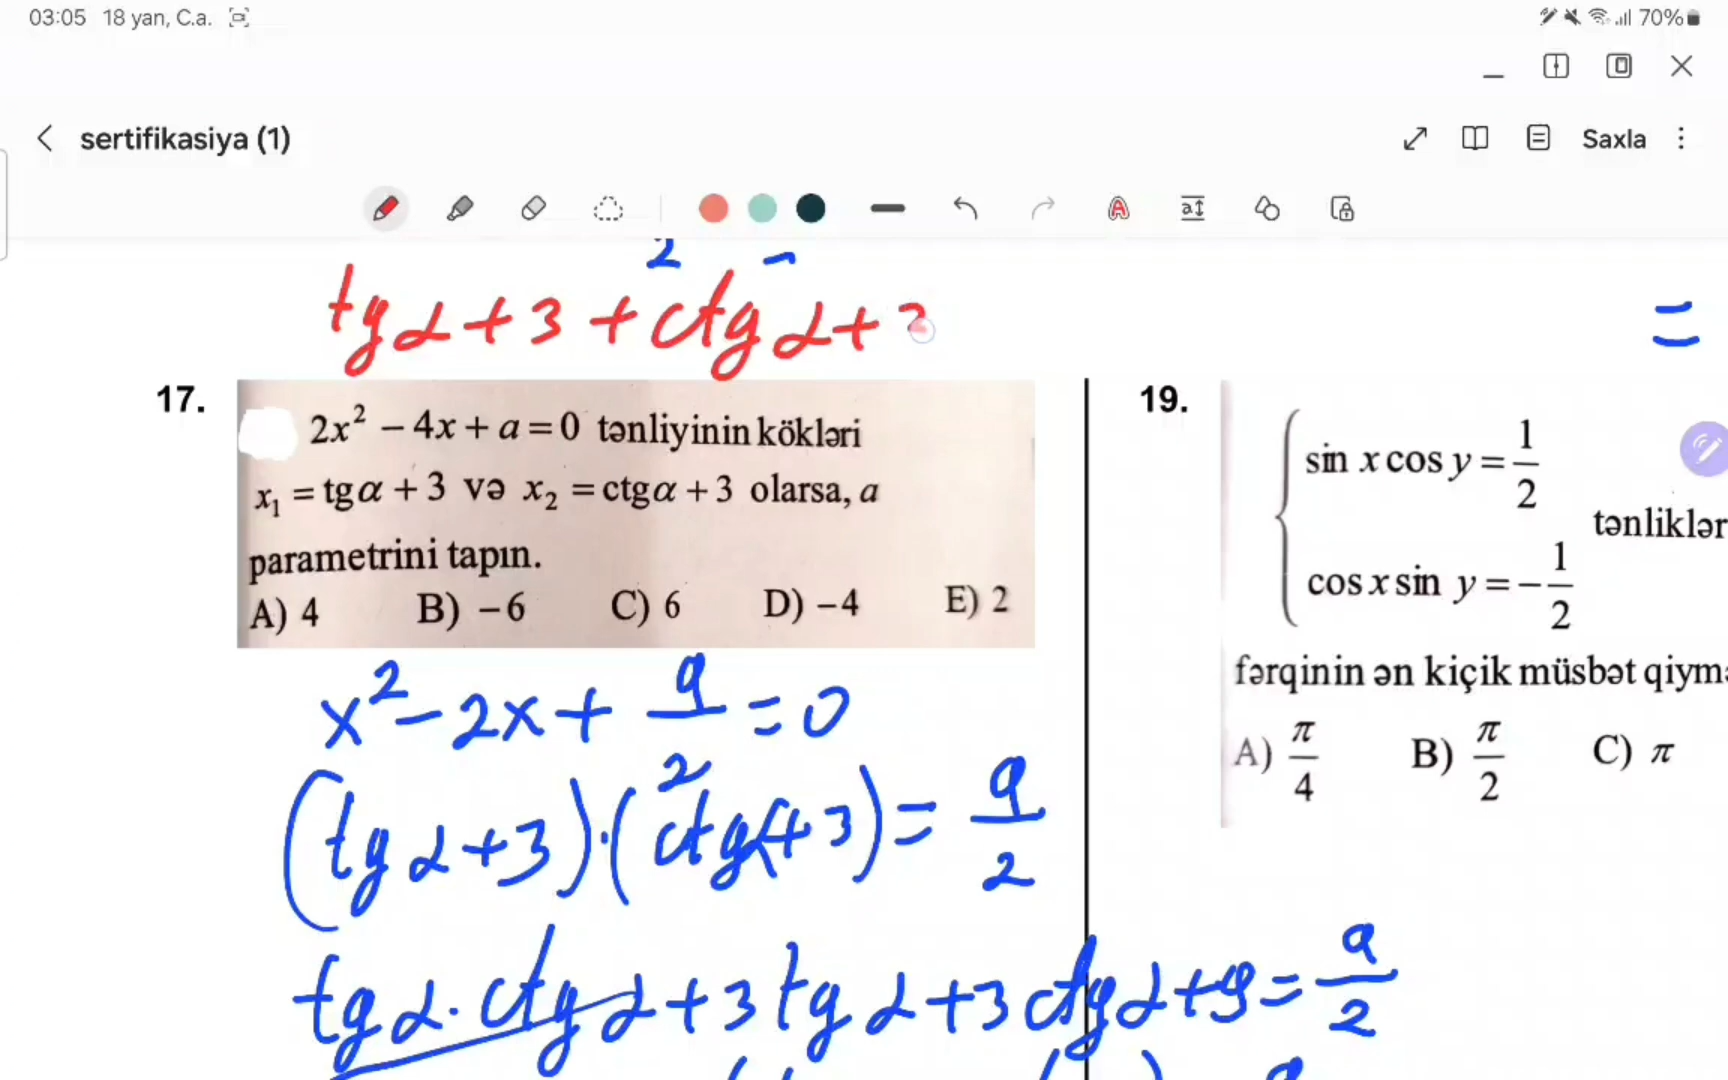 03:05 18 yan, C.a. 70%
sertifikasiya (1) Saxla
tgα+3+ctgα+3
=
17.
2x² − 4x + a = 0 tənliyinin kökləri
x₁ = tgα + 3 və x₂ = ctgα + 3 olarsa, a
parametrini tapın.
A) 4 B) −6 C) 6 D) −4 E) 2
x² − 2x + a/2 = 0
(tgα+3)·(ctgα+3) = a/2
tgα·ctgα+3tgα+3ctgα+9 = a/2
19.
sin x cos y = 1/2
tənliklər
cos x sin y = −1/2
fərqinin ən kiçik müsbət qiym
A) π/4 B) π/2 C) π